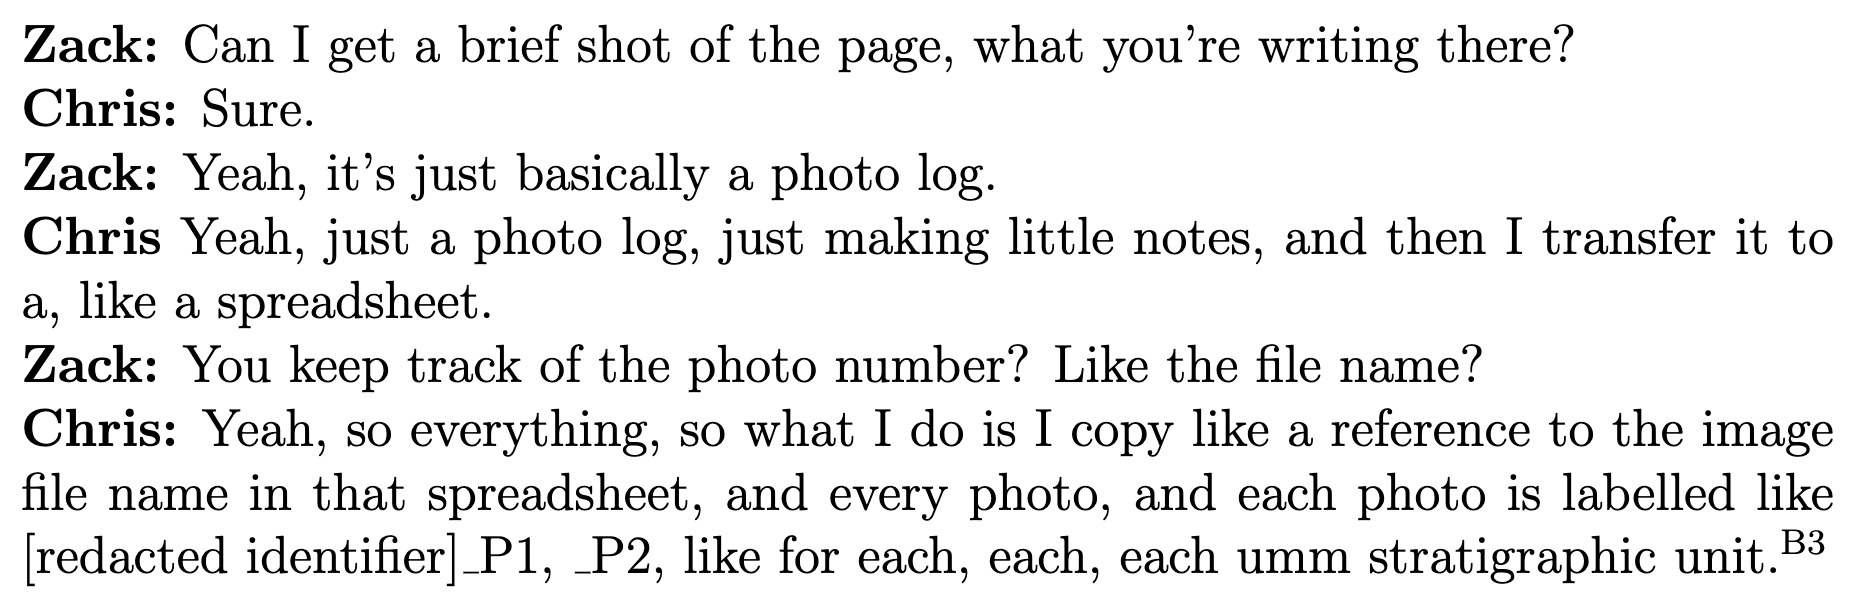 Zack: Can I get a brief shot of the page, what you're writing there?
Chris: Sure.
Zack: Yeah, it's just basically a photo log.
Chris Yeah, just a photo log, just making little notes, and then I transfer it to
a, like a spreadsheet.
Zack: You keep track of the photo number? Like the file name?
Chris: Yeah, so everything, so what I do is I copy like a reference to the image
file name in that spreadsheet, and every photo, and each photo is labelled like
[redacted identifier]_P1, _P2, like for each, each, each umm stratigraphic unit.B3